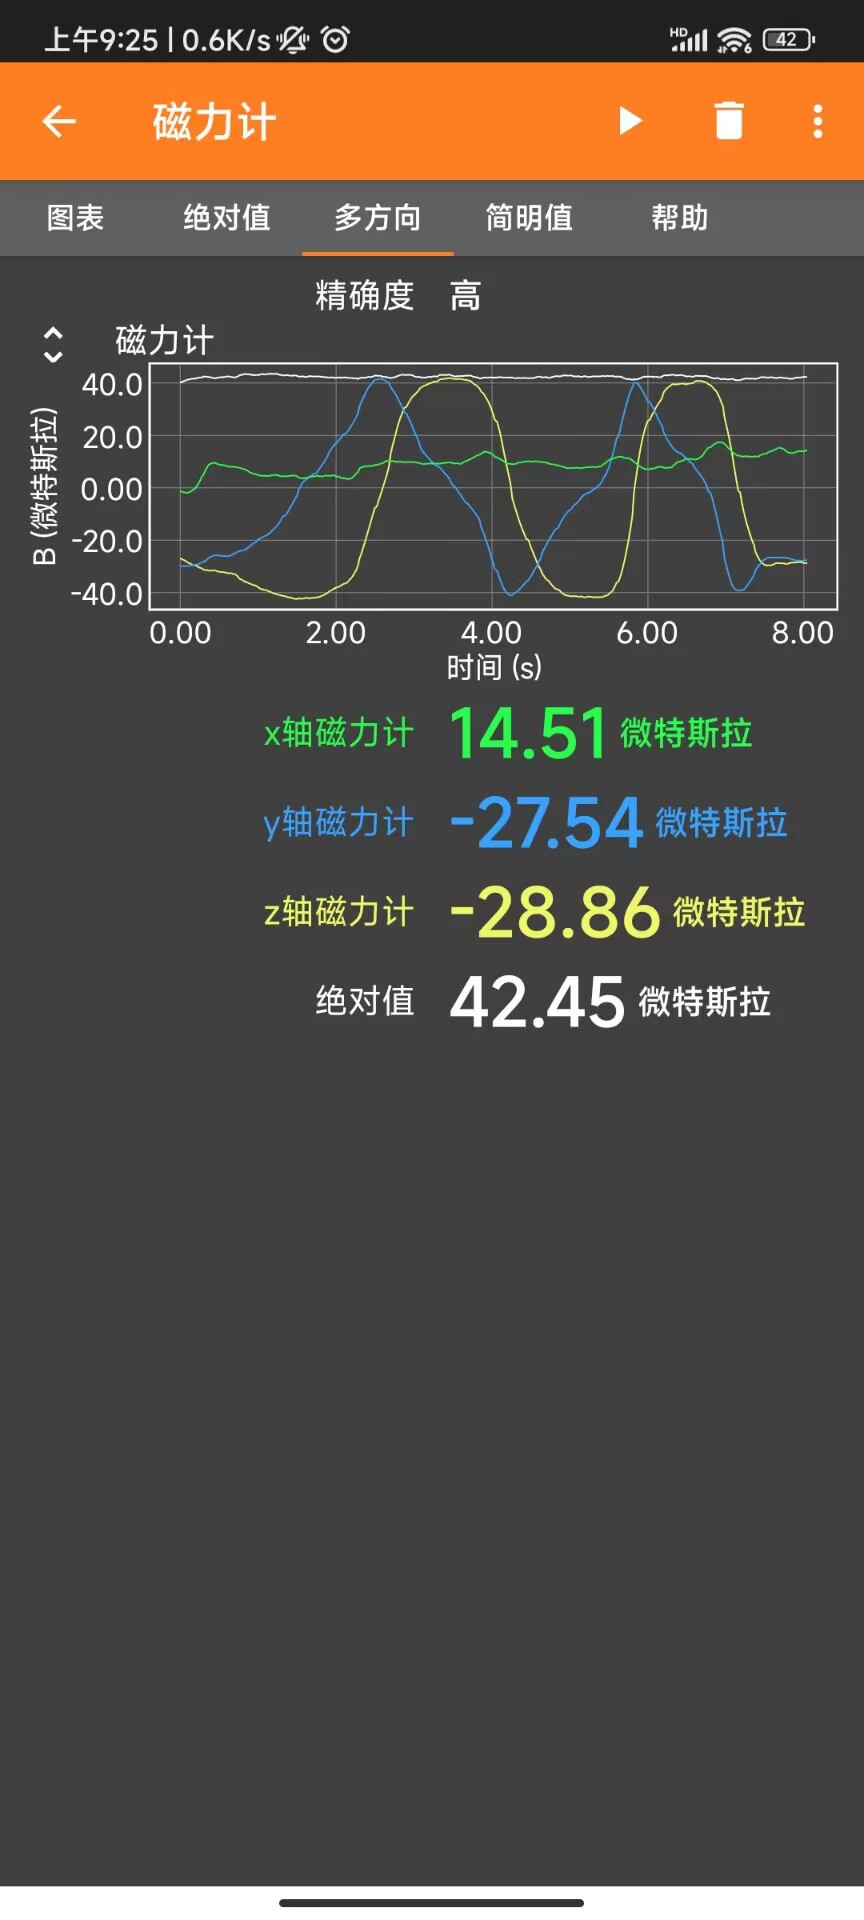 上午9:25 | 0.6K/s HD 6 42
磁力计
图表 绝对值 多方向 简明值 帮助
精确度 高
磁力计
B (微特斯拉)
40.0
20.0
0.00
-20.0
-40.0
0.00 2.00 4.00 6.00 8.00
时间 (s)
x轴磁力计 14.51 微特斯拉
y轴磁力计 -27.54 微特斯拉
z轴磁力计 -28.86 微特斯拉
绝对值 42.45 微特斯拉